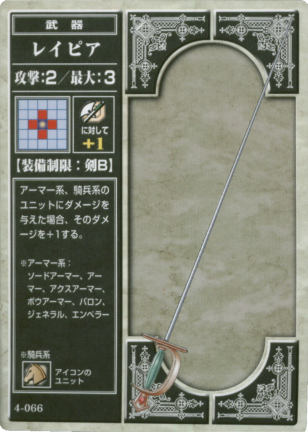 武器
レイピア
攻撃:2/最大:3
に対して
+1
【装備制限:剣B】
アーマー系、騎兵系の
ユニットにダメージを
与えた場合、そのダメ
ージを+1する。
※アーマー系:
ソードアーマー、アー
マー、アクスアーマー、
ボウアーマー、バロン、
ジェネラル、エンペラー
※騎兵系
アイコンの
ユニット
4-066